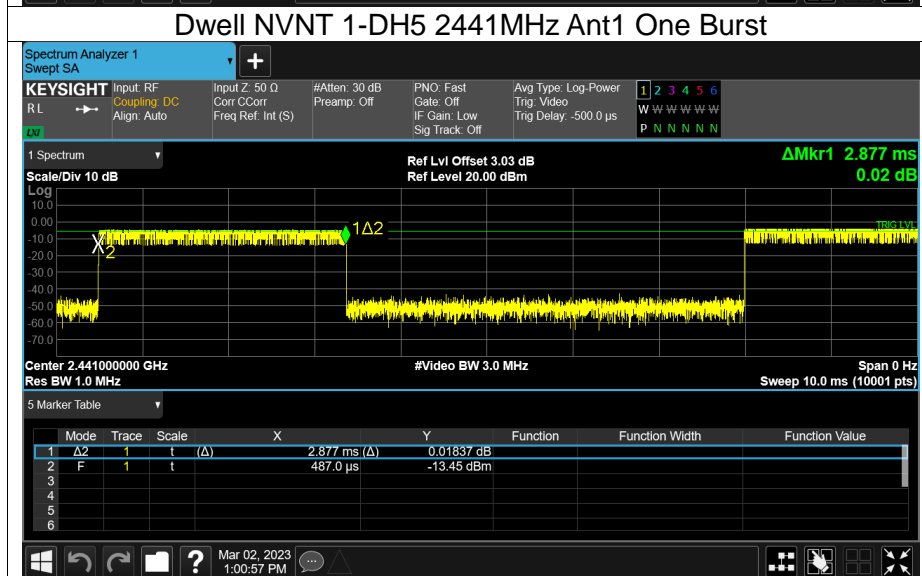 Dwell NVNT 1-DH5 2441MHz Ant1 One Burst
Spectrum Analyzer 1
Swept SA
+
KEYSIGHT Input: RF Input Z: 50 Ω #Atten: 30 dB PNO: Fast Avg Type: Log-Power 1 2 3 4 5 6
RL Coupling: DC Corr CCorr Preamp: Off Gate: Off Trig: Video W W W W W W
Align: Auto Freq Ref: Int (S) IF Gain: Low Trig Delay: -500.0 µs
LXI Sig Track: Off P N N N N N
1 Spectrum Ref Lvl Offset 3.03 dB ΔMkr1 2.877 ms
Scale/Div 10 dB Ref Level 20.00 dBm 0.02 dB
Log
10.0
0.00 1Δ2 TRIG LVL
-10.0 2
-20.0
-30.0
-40.0
-50.0
-60.0
-70.0
Center 2.441000000 GHz #Video BW 3.0 MHz Span 0 Hz
Res BW 1.0 MHz Sweep 10.0 ms (10001 pts)
5 Marker Table
Mode Trace Scale X Y Function Function Width Function Value
1 Δ2 1 t (Δ) 2.877 ms (Δ) 0.01837 dB
2 F 1 t 487.0 µs -13.45 dBm
3
4
5
6
? Mar 02, 2023
1:00:57 PM